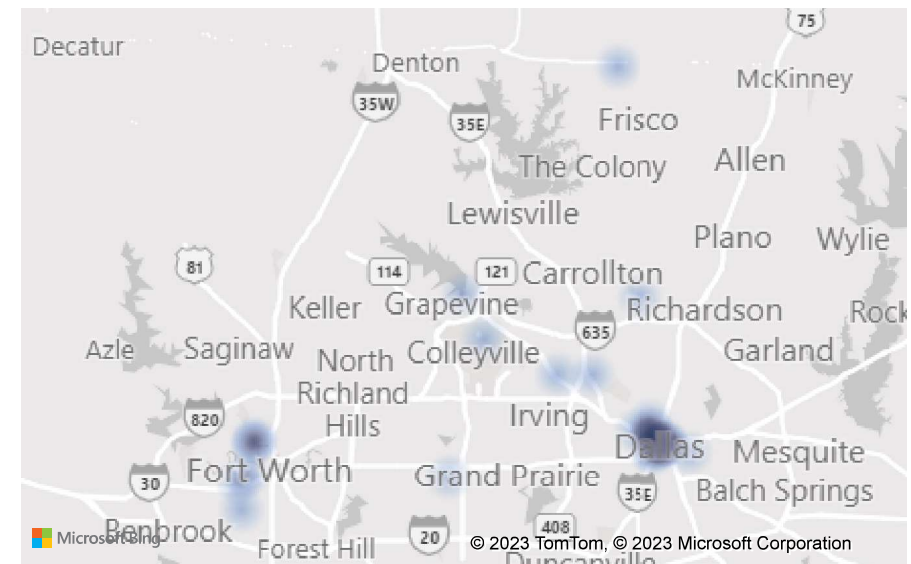 75
Decatur
Denton
McKinney
35W
35E
Frisco
The Colony
Allen
Lewisville
Plano
Wylie
81
114
121
Carrollton
Keller
Grapevine
Richardson
Rock
635
Azle
Saginaw
North
Richland
Hills
Colleyville
Garland
820
Irving
Dallas
Mesquite
Fort Worth
Grand Prairie
30
35E
Balch Springs
Benbrook
Microsoft Bing
Forest Hill
20
408
© 2023 TomTom, © 2023 Microsoft Corporation
Duncanville